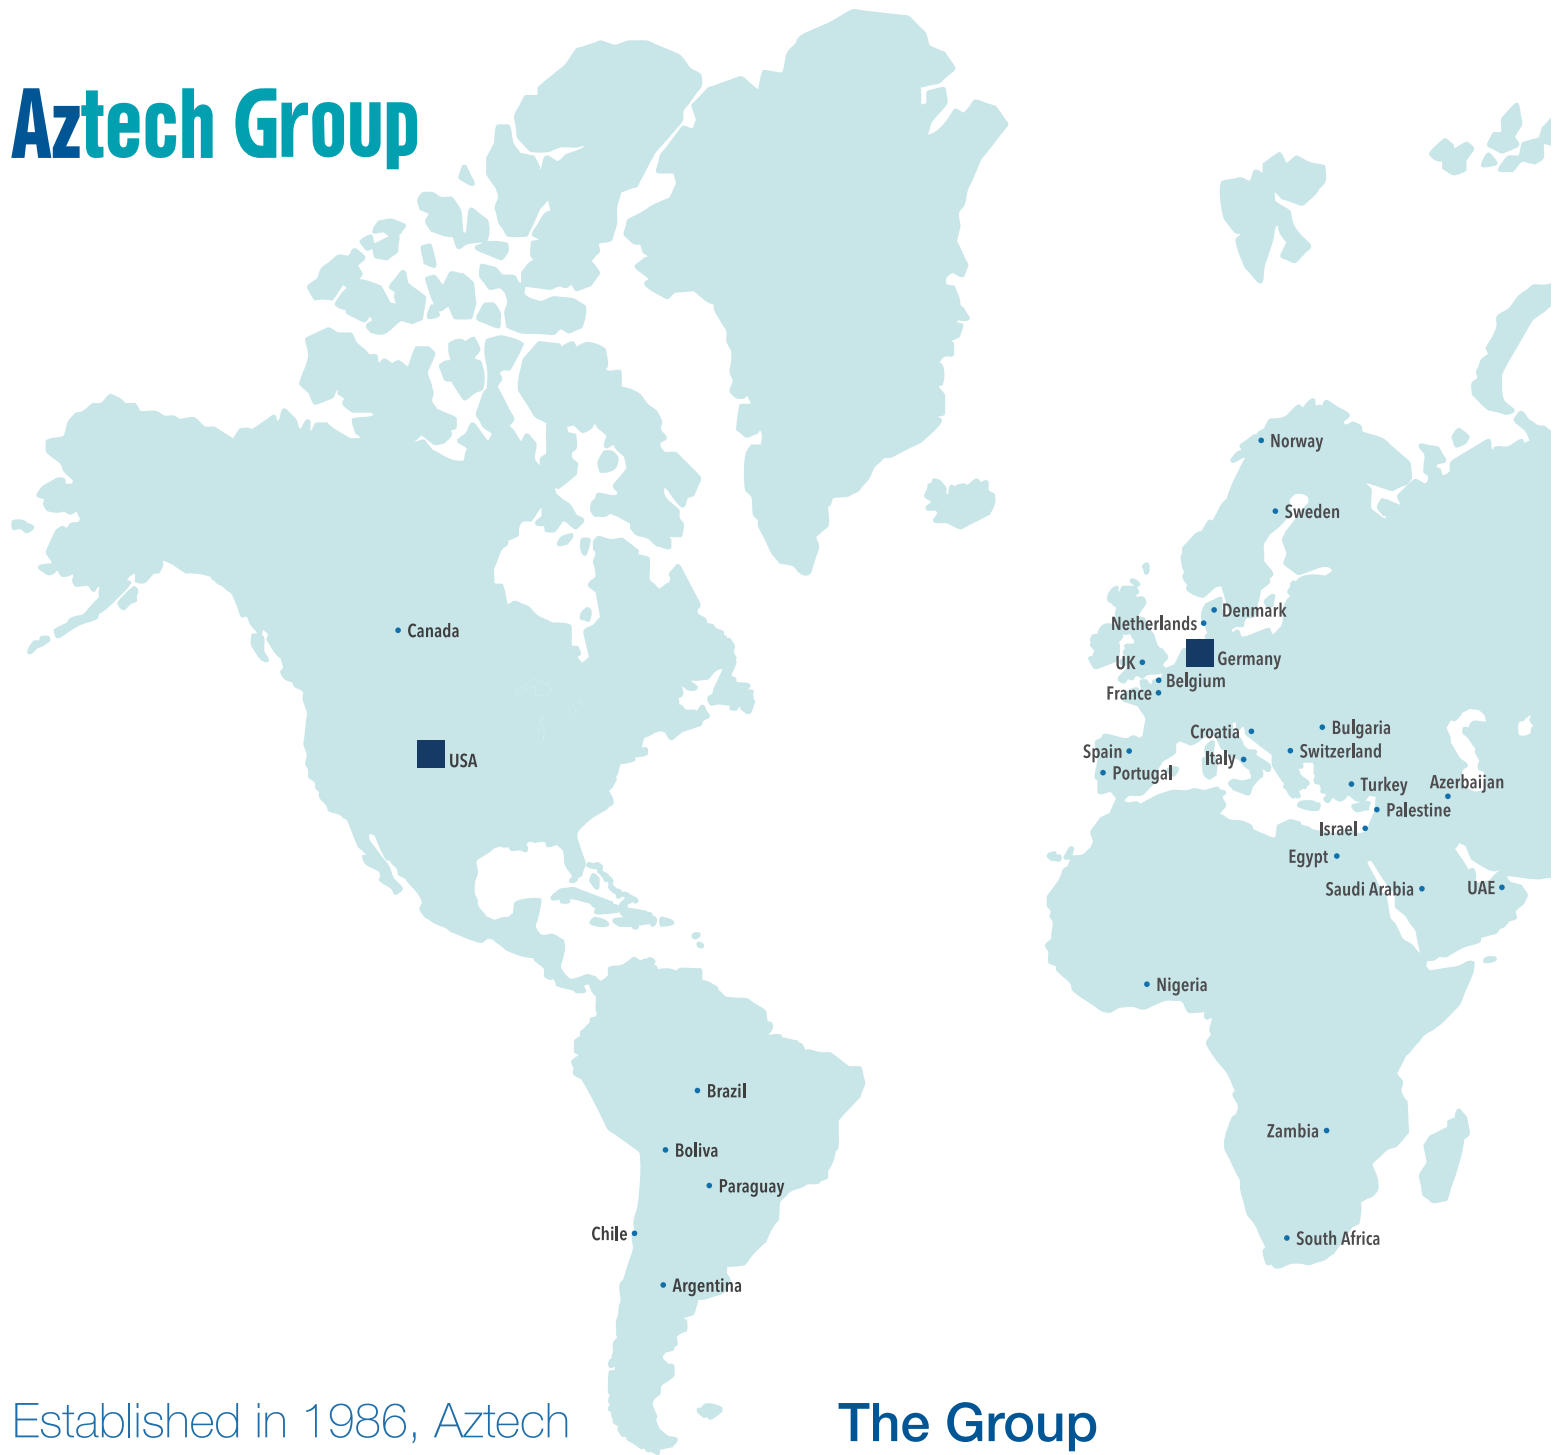 Aztech Group
Norway
Sweden
Denmark
Netherlands
Canada
Germany
UK
Belgium
France
Bulgaria
Croatia
Switzerland
Spain
Italy
USA
Portugal
Azerbaijan
Turkey
Palestine
Israel
Egypt
Saudi Arabia
UAE
Nigeria
Brazil
Zambia
Boliva
Paraguay
Chile
South Africa
Argentina
Established in 1986, Aztech
The Group